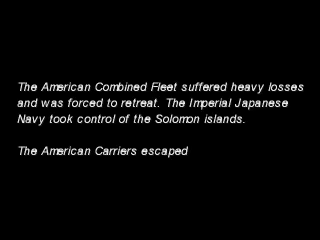 The American Combined Fleet suffered heavy losses
and was forced to retreat. The Imperial Japanese
Navy took control of the Solomon islands.
The American Carriers escaped